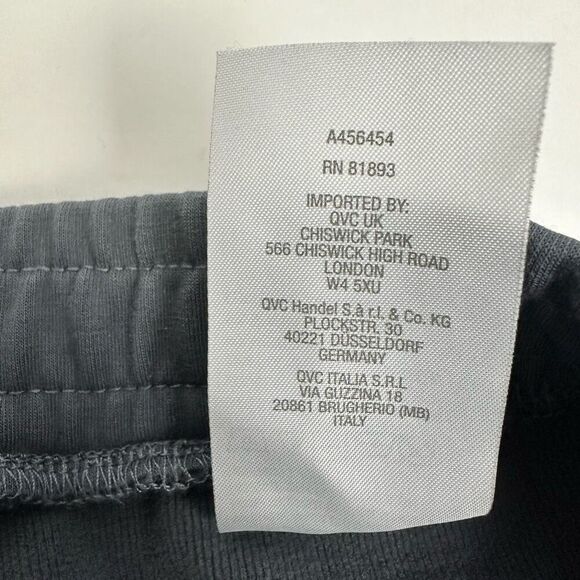 A456454
RN 81893
IMPORTED BY:
QVC UK
CHISWICK PARK
566 CHISWICK HIGH ROAD
LONDON
W4 5XU
QVC Handel S.à r.l. & Co. KG
PLOCKSTR. 30
40221 DÜSSELDORF
GERMANY
QVC ITALIA S.R.L
VIA GUZZINA 18
20861 BRUGHERIO (MB)
ITALY